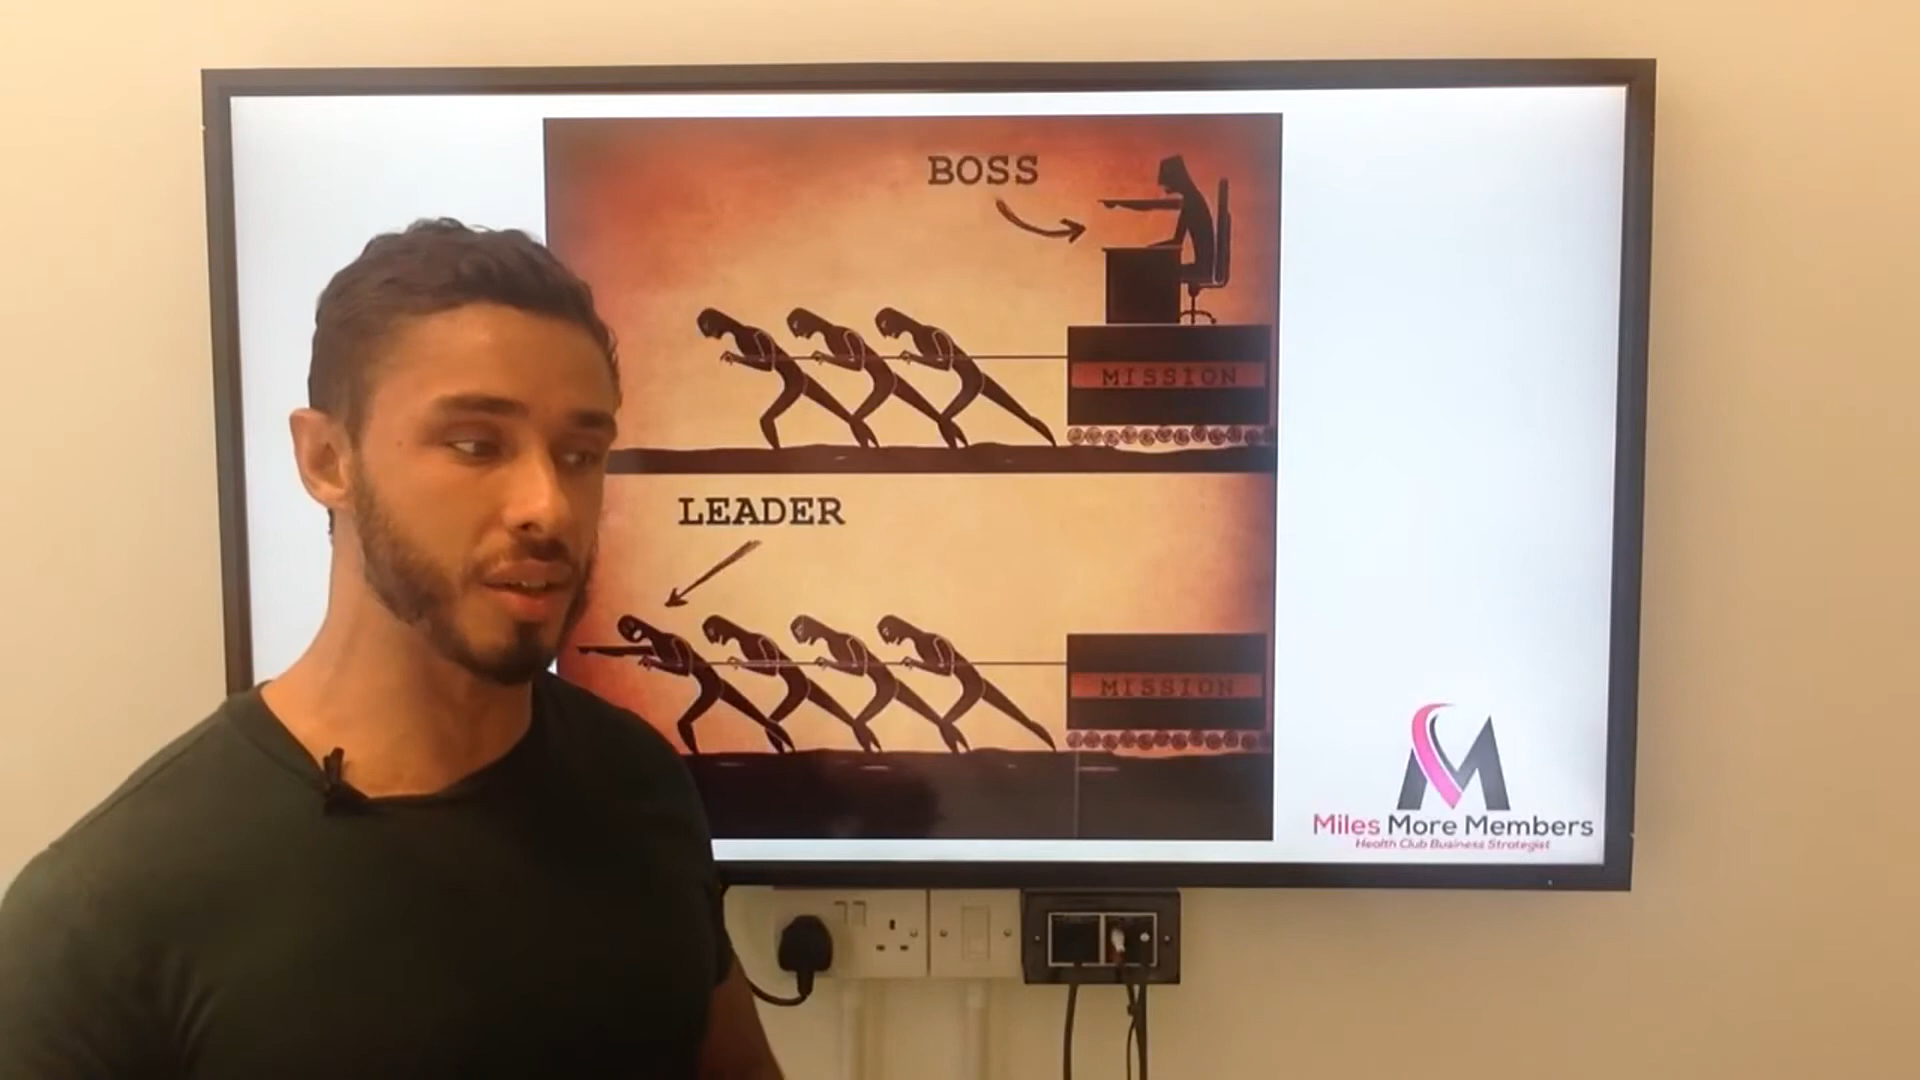 BOSS
MISSION
LEADER
MISSION
Miles More Members
Health Club Business Strategist